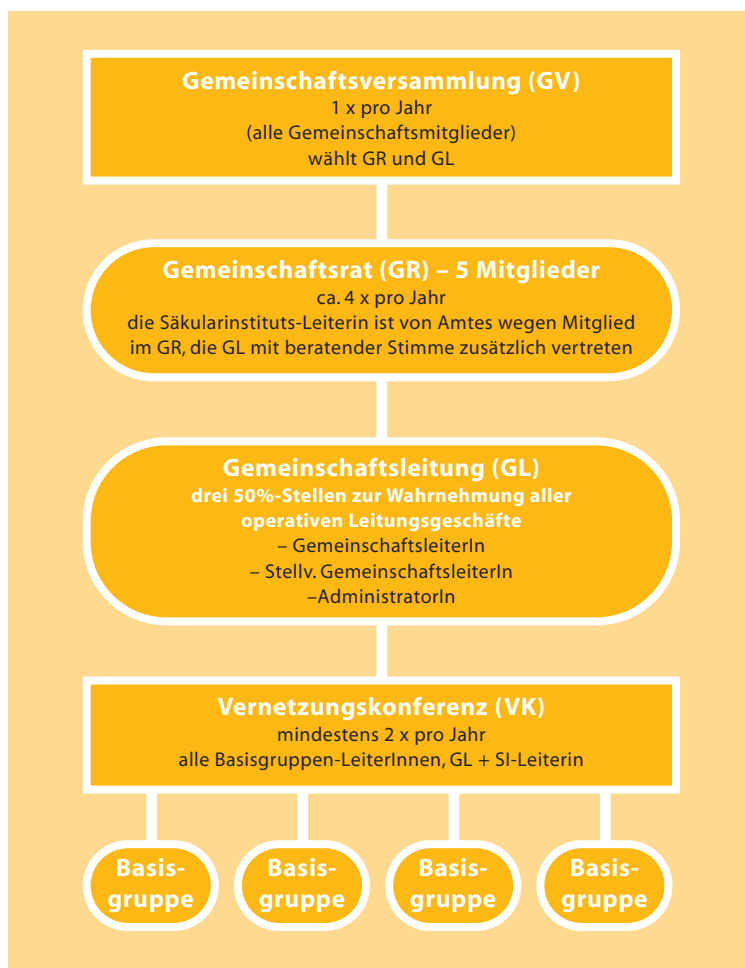 Gemeinschaftsversammlung (GV)
1 x pro Jahr
(alle Gemeinschaftsmitglieder)
wählt GR und GL
Gemeinschaftsrat (GR) – 5 Mitglieder
ca. 4 x pro Jahr
die Säkularinstituts-Leiterin ist von Amtes wegen Mitglied
im GR, die GL mit beratender Stimme zusätzlich vertreten
Gemeinschaftsleitung (GL)
drei 50%-Stellen zur Wahrnehmung aller
operativen Leitungsgeschäfte
– GemeinschaftsleiterIn
– Stellv. GemeinschaftsleiterIn
–AdministratorIn
Vernetzungskonferenz (VK)
mindestens 2 x pro Jahr
alle Basisgruppen-LeiterInnen, GL + SI-Leiterin
Basis-
gruppe
Basis-
gruppe
Basis-
gruppe
Basis-
gruppe